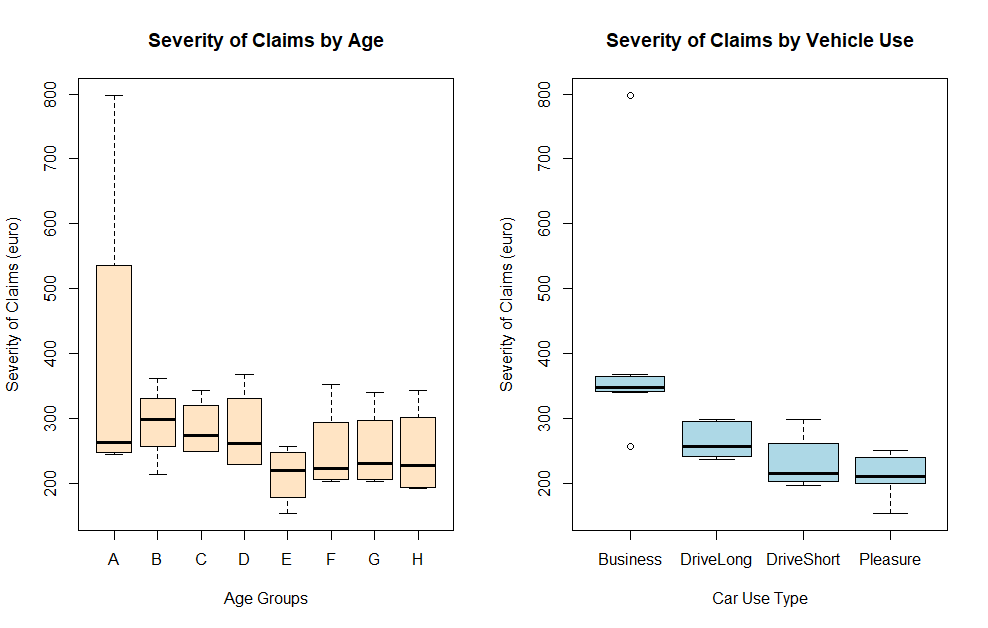 Severity of Claims by Age
Severity of Claims (euro)
800
700
600
500
400
300
200
A B C D E F G H
Age Groups
Severity of Claims by Vehicle Use
Severity of Claims (euro)
800
700
600
500
400
300
200
Business DriveLong DriveShort Pleasure
Car Use Type